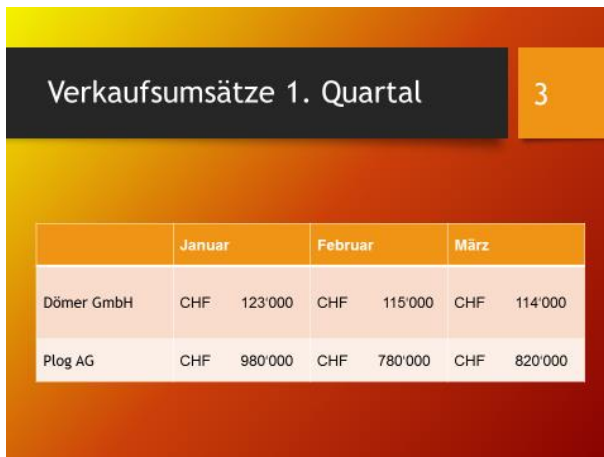 Verkaufsumsätze 1. Quartal 3
Januar Februar März
Dömer GmbH CHF 123'000 CHF 115'000 CHF 114'000
Plog AG CHF 980'000 CHF 780'000 CHF 820'000